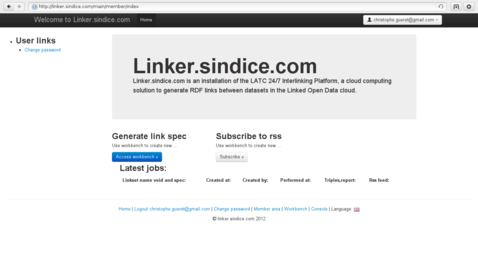 http://linker.sindice.com/main/member/index
Welcome to Linker.sindice.com Home christophe.gueret@gmail.com
User links
Change password
Linker.sindice.com
Linker.sindice.com is an installation of the LATC 24/7 Interlinking Platform, a cloud computing
solution to generate RDF links between datasets in the Linked Open Data cloud.
Generate link spec Subscribe to rss
Use workbench to create new ... Use workbench to create new ...
Access workbench » Subscribe »
Latest jobs:
Linkset name void and spec: Created at: Created by: Performed at: Triples,report: Rss feed:
Home | Logout christophe.gueret@gmail.com | Change password | Member area | Workbench | Console | Language:
© linker.sindice.com 2012